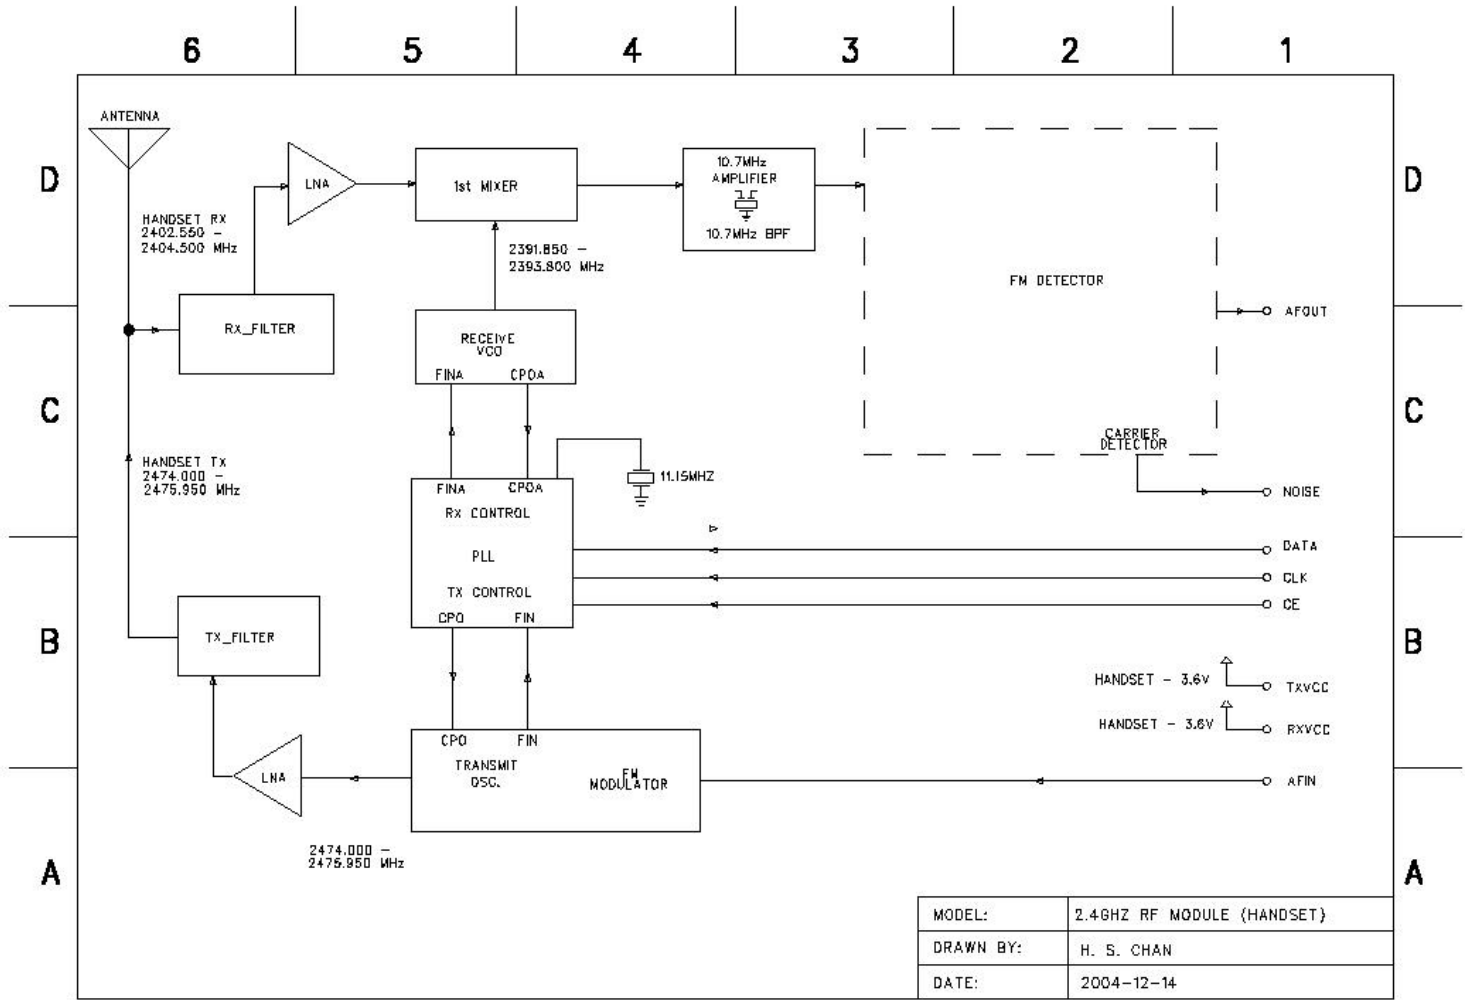 6 5 4 3 2 1
ANTENNA
D
D
LNA
1st MIXER
10.7MHz
AMPLIFIER
10.7MHz BPF
HANDSET RX
2402.550 -
2404.500 MHz
2391.850 -
2393.800 MHz
FM DETECTOR
RX_FILTER
RECEIVE
VCO
FINA CPOA
AFOUT
C
C
CARRIER
DETECTOR
HANDSET TX
2474.000 -
2475.950 MHz
11.15MHZ
FINA CPOA
RX CONTROL
NOISE
PLL
DATA
CLK
TX CONTROL
CE
CPO FIN
B
B
TX_FILTER
HANDSET - 3.6V
TXVCC
HANDSET - 3.6V
RXVCC
CPO FIN
TRANSMIT
OSC.
FM
MODULATOR
LNA
AFIN
2474.000 -
2475.950 MHz
A
A
MODEL: 2.4GHZ RF MODULE (HANDSET)
DRAWN BY: H. S. CHAN
DATE: 2004-12-14